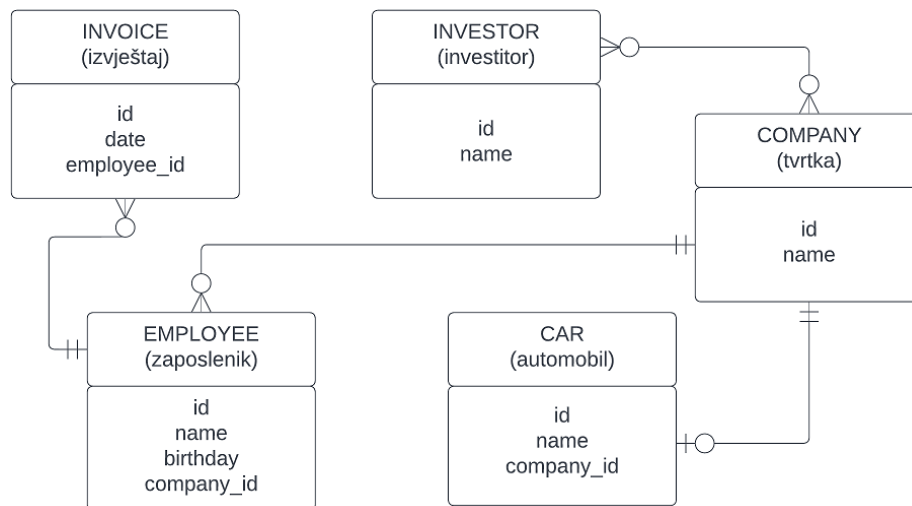 INVOICE
(izvještaj)
id
date
employee_id
INVESTOR
(investitor)
id
name
COMPANY
(tvrtka)
id
name
EMPLOYEE
(zaposlenik)
id
name
birthday
company_id
CAR
(automobil)
id
name
company_id